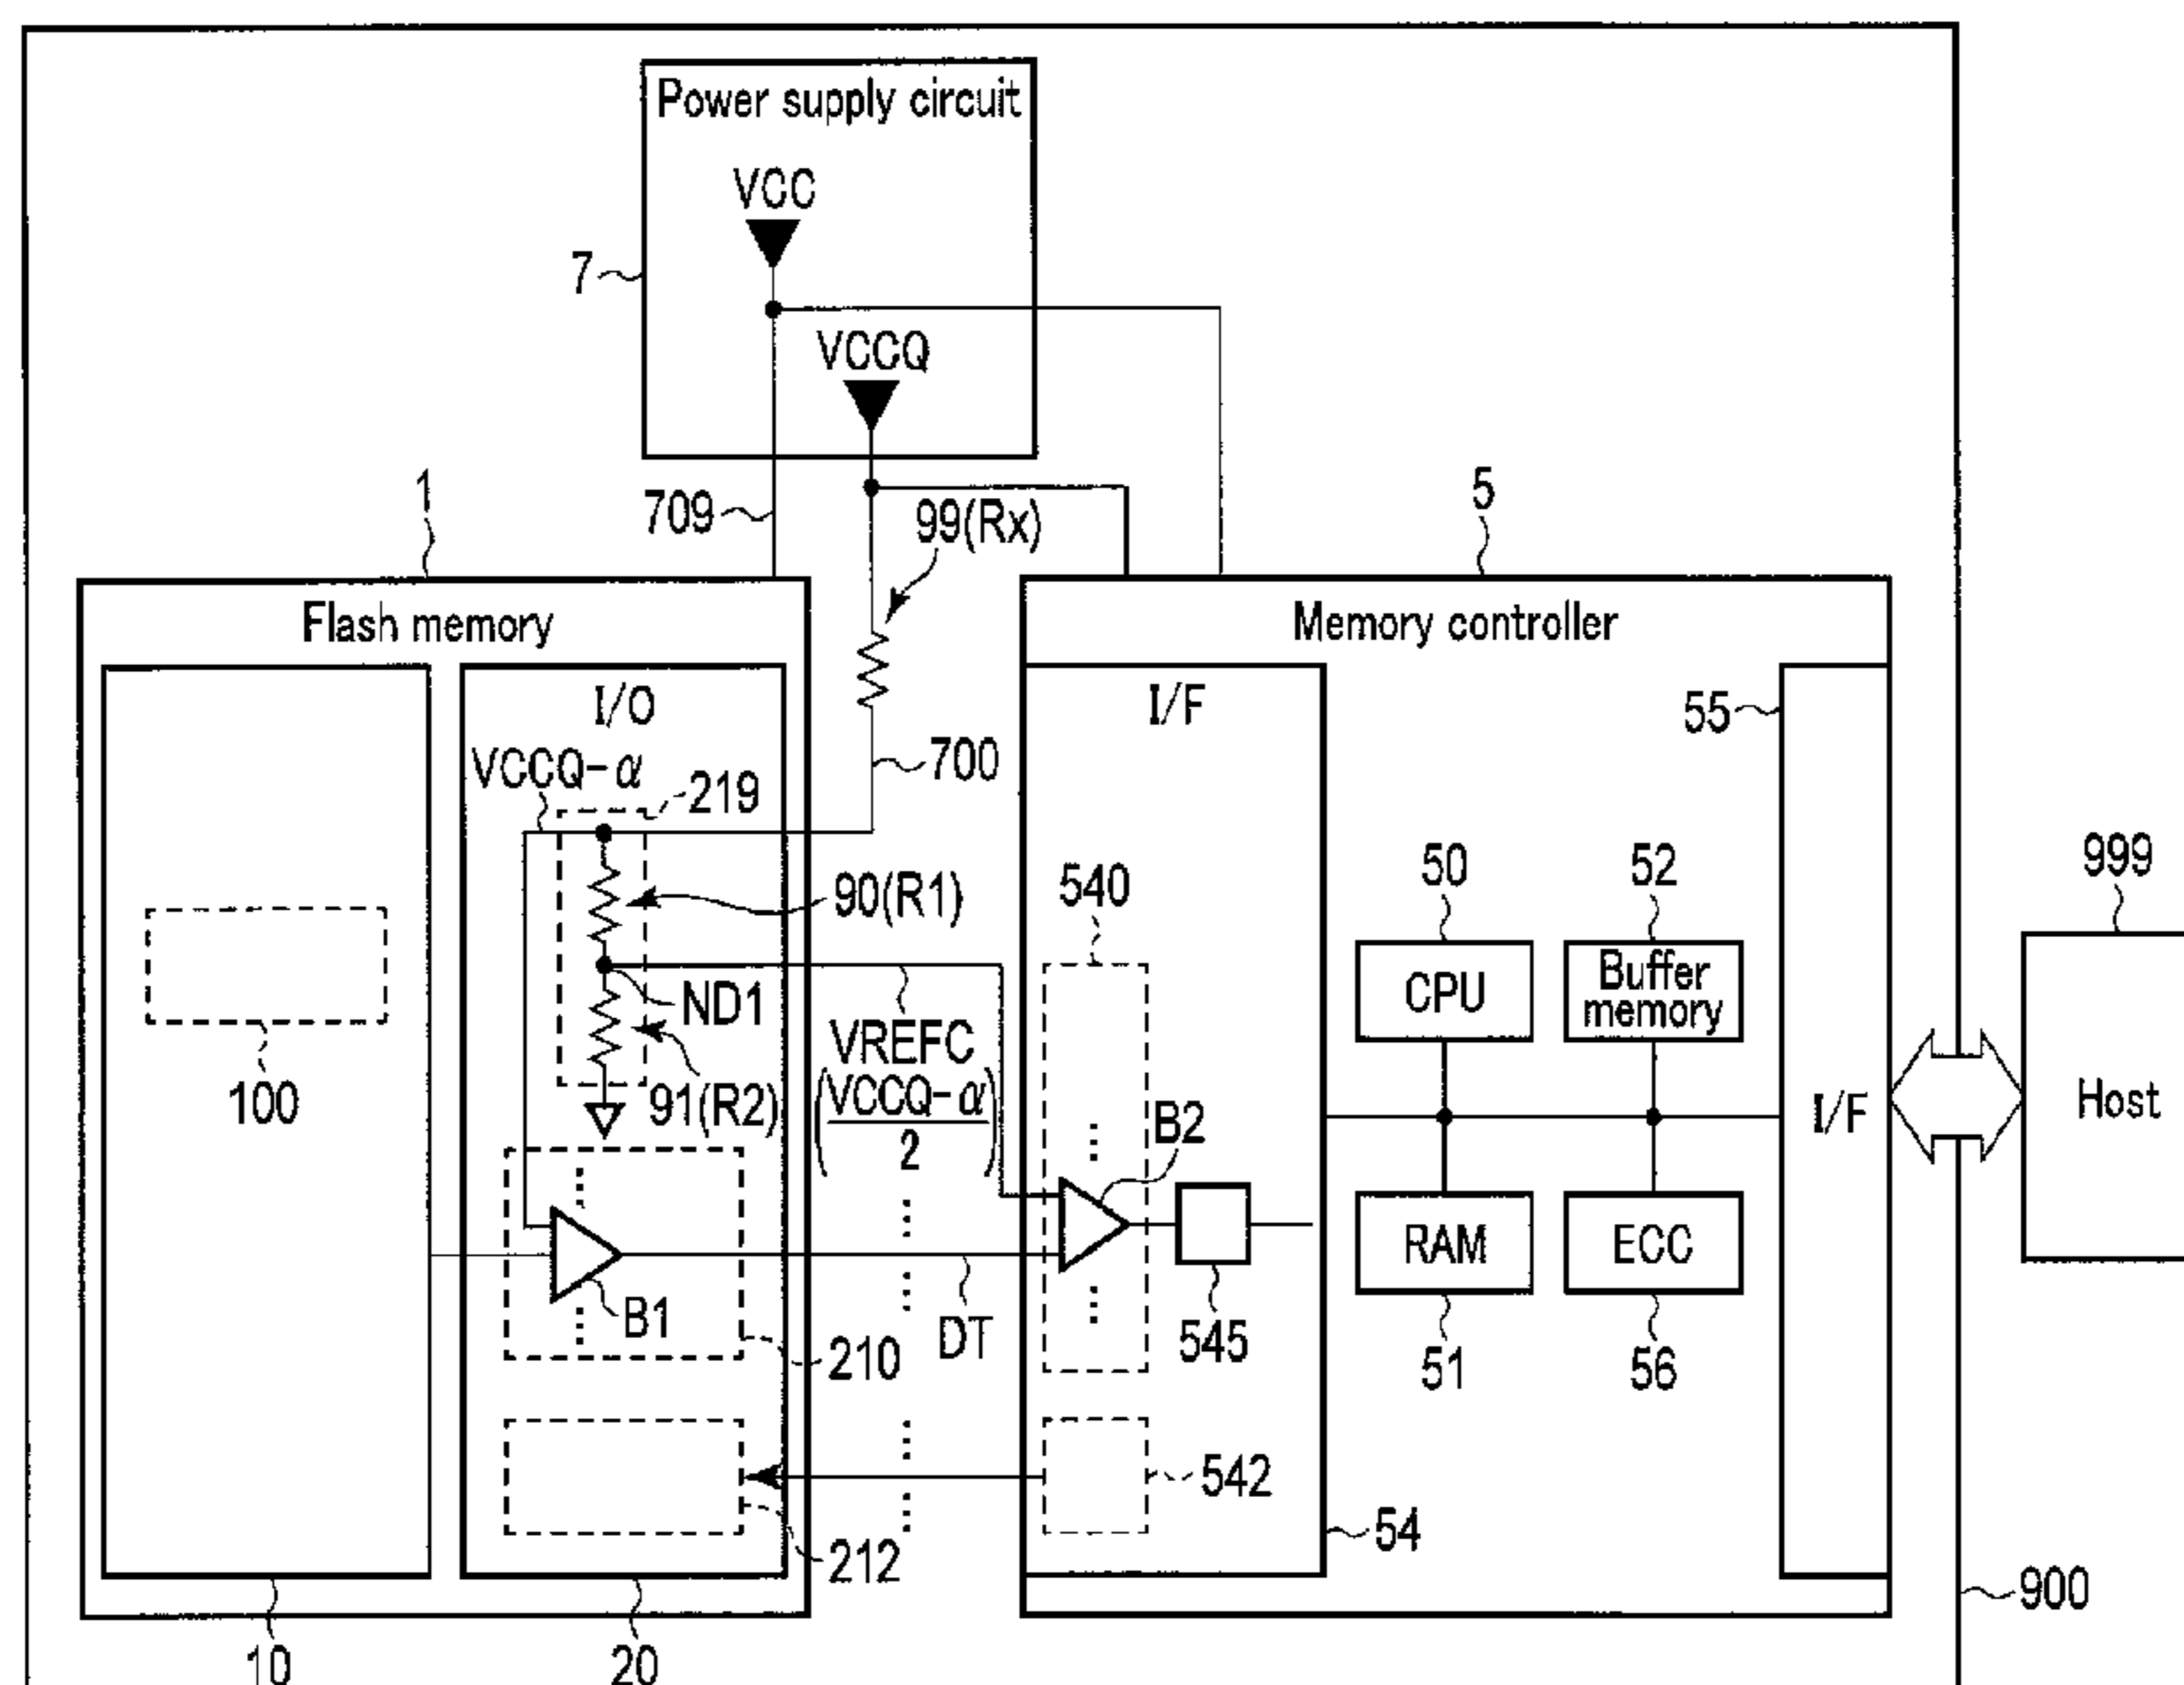 Power supply circuit
VCC
7
VCCQ
1
709
99(Rx)
5
Flash memory
Memory controller
I/O
I/F
55
VCCQ-α
219
700
999
90(R1)
540
50
52
CPU
Buffer
memory
ND1
100
91(R2)
VREFC
(VCCQ-α
2)
B2
I/F
Host
RAM
ECC
B1
DT
545
210
51
56
542
54
212
900
10
20